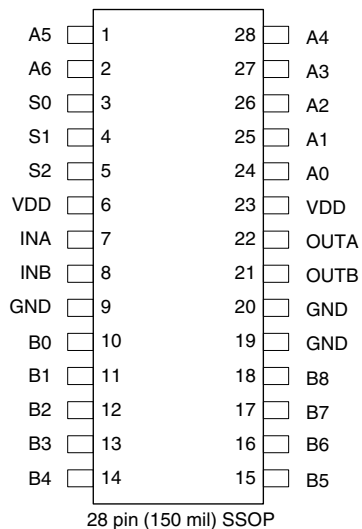 A5 1 28 A4
A6 2 27 A3
S0 3 26 A2
S1 4 25 A1
S2 5 24 A0
VDD 6 23 VDD
INA 7 22 OUTA
INB 8 21 OUTB
GND 9 20 GND
B0 10 19 GND
B1 11 18 B8
B2 12 17 B7
B3 13 16 B6
B4 14 15 B5
28 pin (150 mil) SSOP